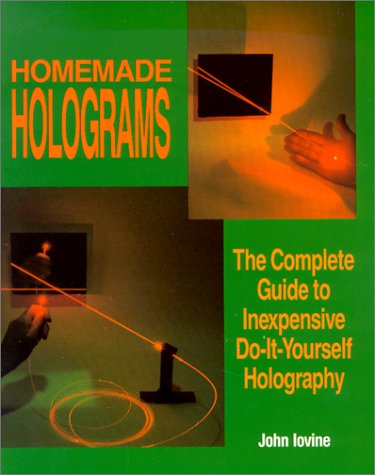 HOMEMADE
HOLOGRAMS
The Complete
Guide to
Inexpensive
Do-It-Yourself
Holography
John Iovine